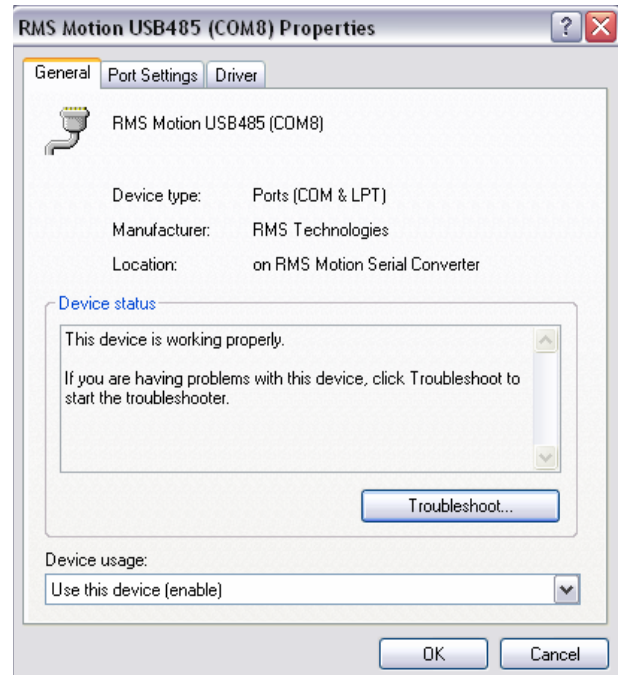 RMS Motion USB485 (COM8) Properties
General Port Settings Driver
RMS Motion USB485 (COM8)
Device type: Ports (COM & LPT)
Manufacturer: RMS Technologies
Location: on RMS Motion Serial Converter
Device status
This device is working properly.
If you are having problems with this device, click Troubleshoot to
start the troubleshooter.
Troubleshoot...
Device usage:
Use this device (enable)
OK Cancel